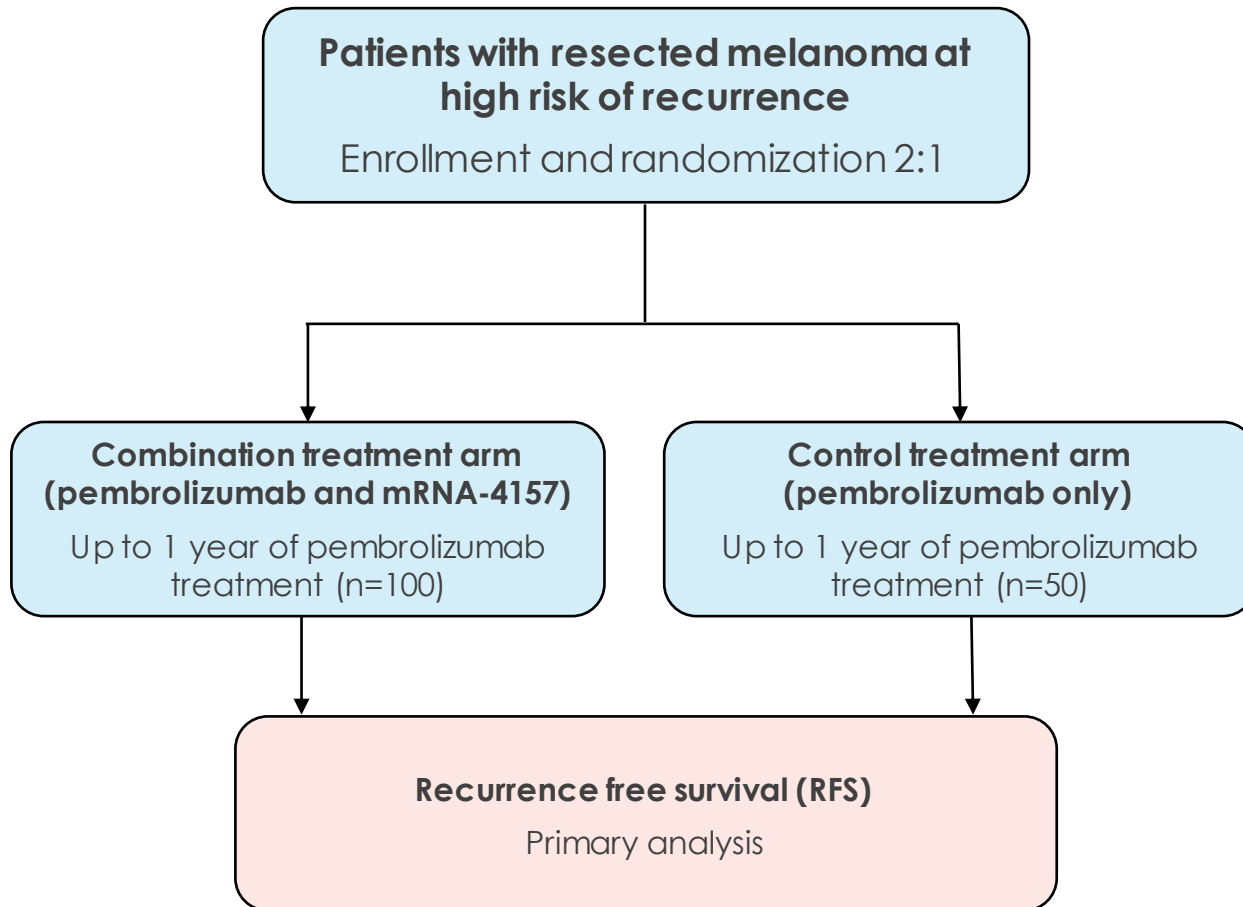 Patients with resected melanoma at
high risk of recurrence
Enrollment and randomization 2:1
Combination treatment arm
(pembrolizumab and mRNA-4157)
Up to 1 year of pembrolizumab
treatment (n=100)
Control treatment arm
(pembrolizumab only)
Up to 1 year of pembrolizumab
treatment (n=50)
Recurrence free survival (RFS)
Primary analysis